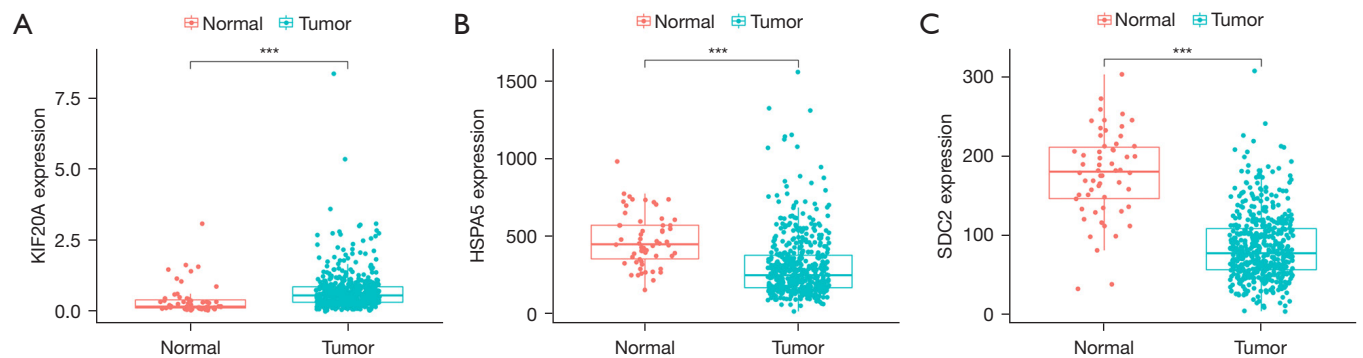 A
Normal Tumor
***
KIF20A expression
7.5
5.0
2.5
0.0
Normal Tumor
B
Normal Tumor
***
HSPA5 expression
1500
1000
500
0
Normal Tumor
C
Normal Tumor
***
SDC2 expression
300
200
100
0
Normal Tumor